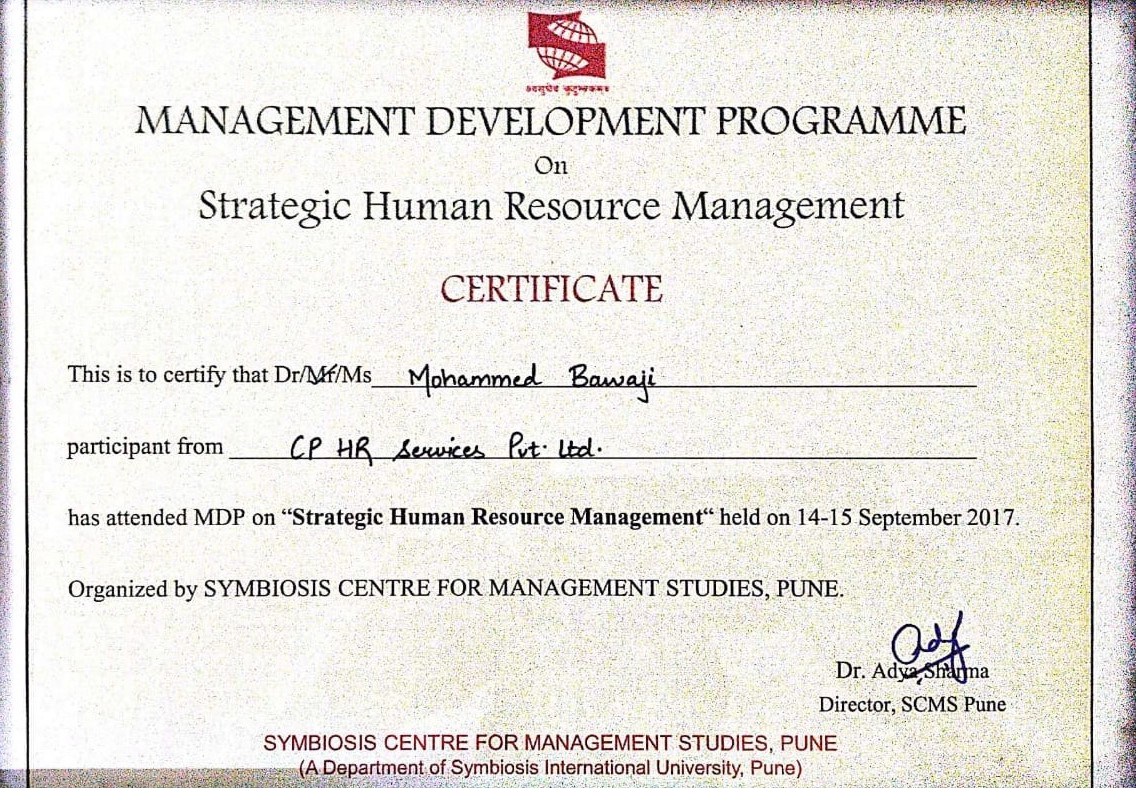 वसुधैव कुटुम्बकम्
MANAGEMENT DEVELOPMENT PROGRAMME
On
Strategic Human Resource Management
CERTIFICATE
This is to certify that Dr/Mr/Ms Mohammed Bawaji
participant from CP HR Services Pvt. Ltd.
has attended MDP on “Strategic Human Resource Management“ held on 14-15 September 2017.
Organized by SYMBIOSIS CENTRE FOR MANAGEMENT STUDIES, PUNE.
Dr. Adya Sharma
Director, SCMS Pune
SYMBIOSIS CENTRE FOR MANAGEMENT STUDIES, PUNE
(A Department of Symbiosis International University, Pune)